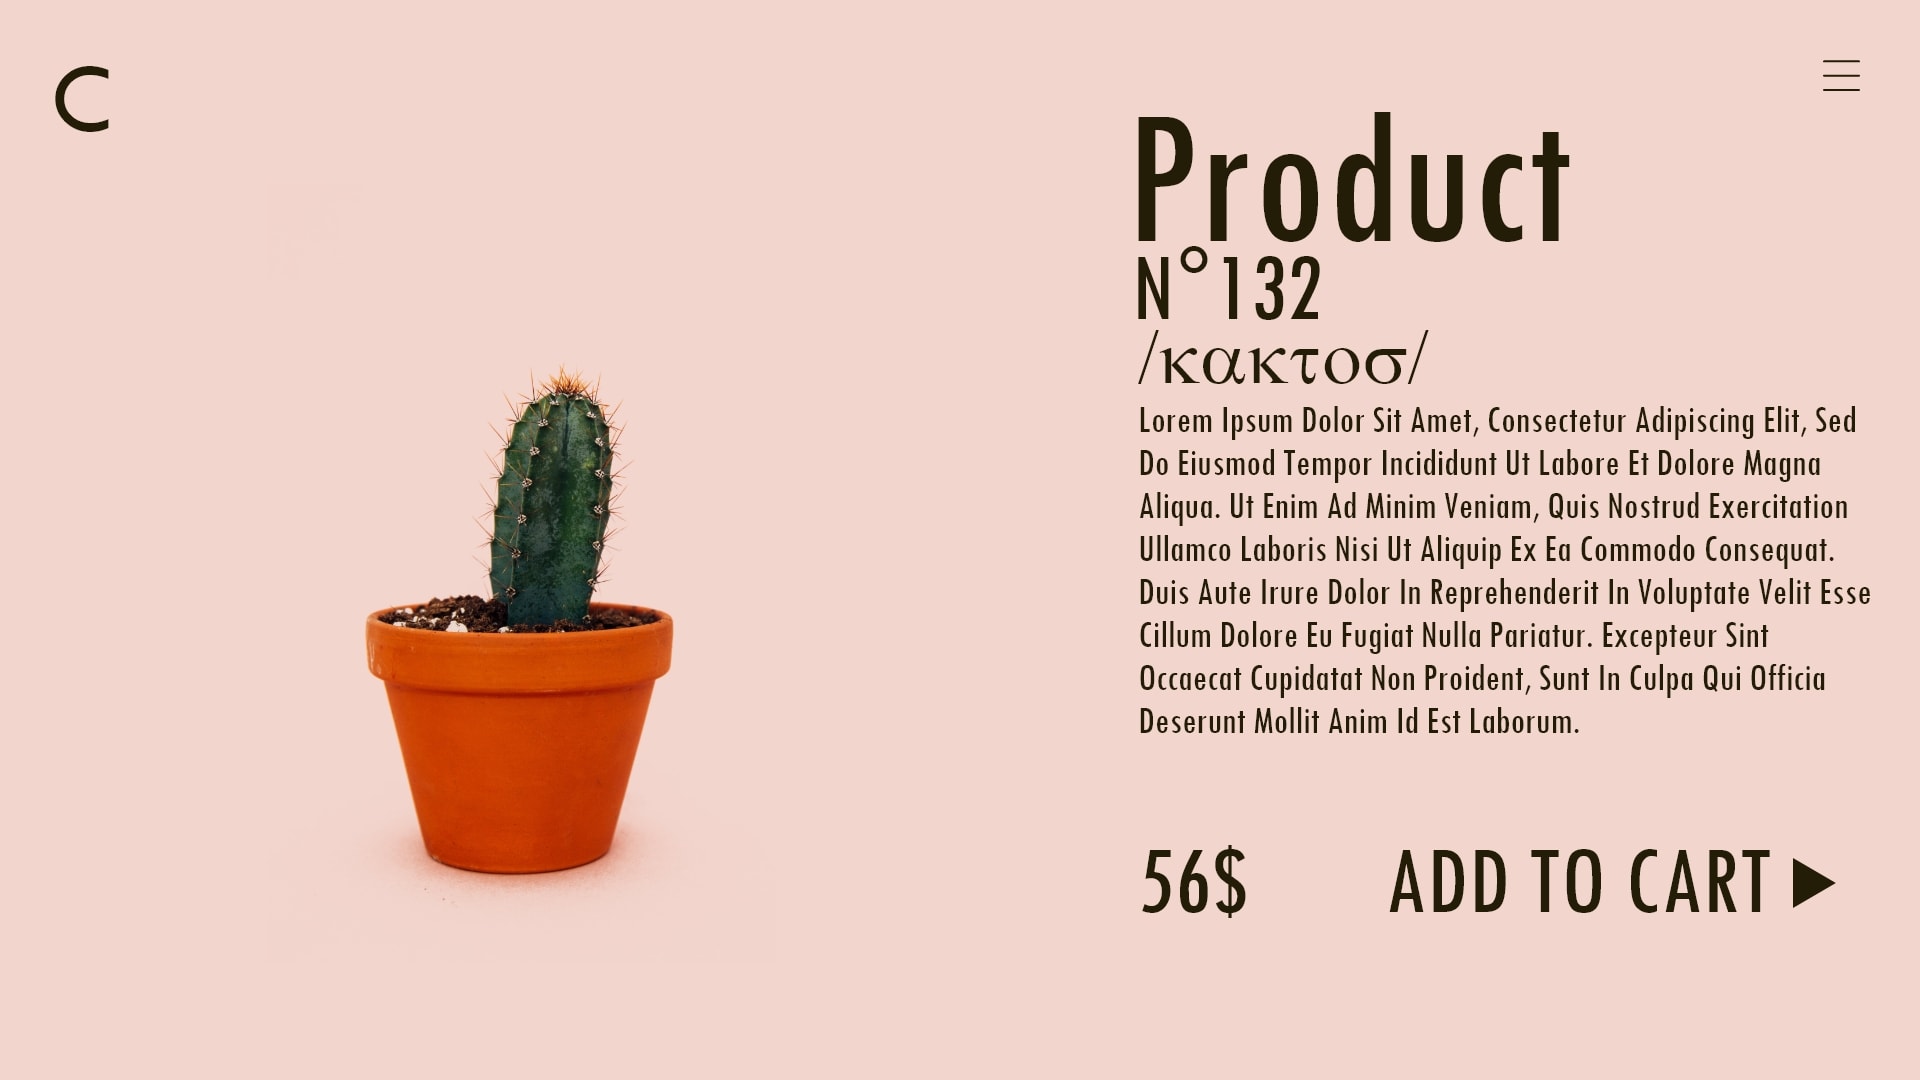 C
Product
N°132
/κακτοσ/
Lorem Ipsum Dolor Sit Amet, Consectetur Adipiscing Elit, Sed
Do Eiusmod Tempor Incididunt Ut Labore Et Dolore Magna
Aliqua. Ut Enim Ad Minim Veniam, Quis Nostrud Exercitation
Ullamco Laboris Nisi Ut Aliquip Ex Ea Commodo Consequat.
Duis Aute Irure Dolor In Reprehenderit In Voluptate Velit Esse
Cillum Dolore Eu Fugiat Nulla Pariatur. Excepteur Sint
Occaecat Cupidatat Non Proident, Sunt In Culpa Qui Officia
Deserunt Mollit Anim Id Est Laborum.
56$ ADD TO CART